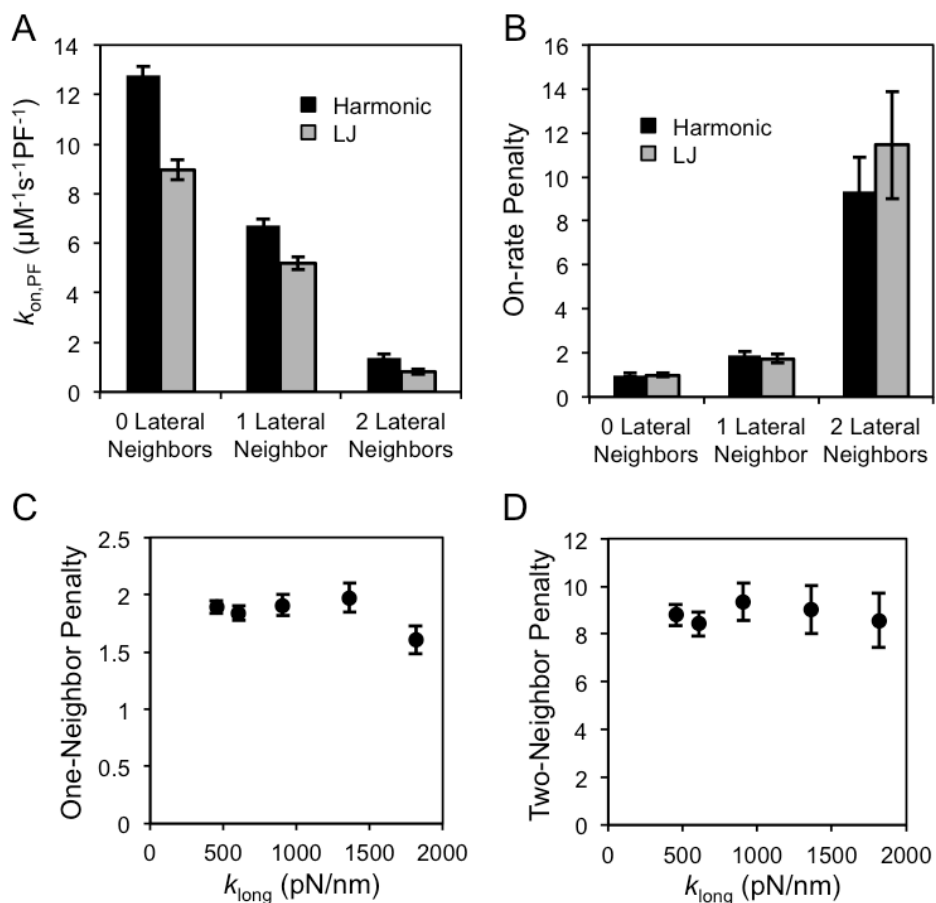 A
14
12
10
8
6
4
2
0
k_on,PF (μM⁻¹s⁻¹PF⁻¹)
Harmonic
LJ
0 Lateral Neighbors
1 Lateral Neighbor
2 Lateral Neighbors
B
16
14
12
10
8
6
4
2
0
On-rate Penalty
Harmonic
LJ
0 Lateral Neighbors
1 Lateral Neighbor
2 Lateral Neighbors
C
2.5
2
1.5
1
0.5
0
One-Neighbor Penalty
0 500 1000 1500 2000
k_long (pN/nm)
D
12
10
8
6
4
2
0
Two-Neighbor Penalty
0 500 1000 1500 2000
k_long (pN/nm)